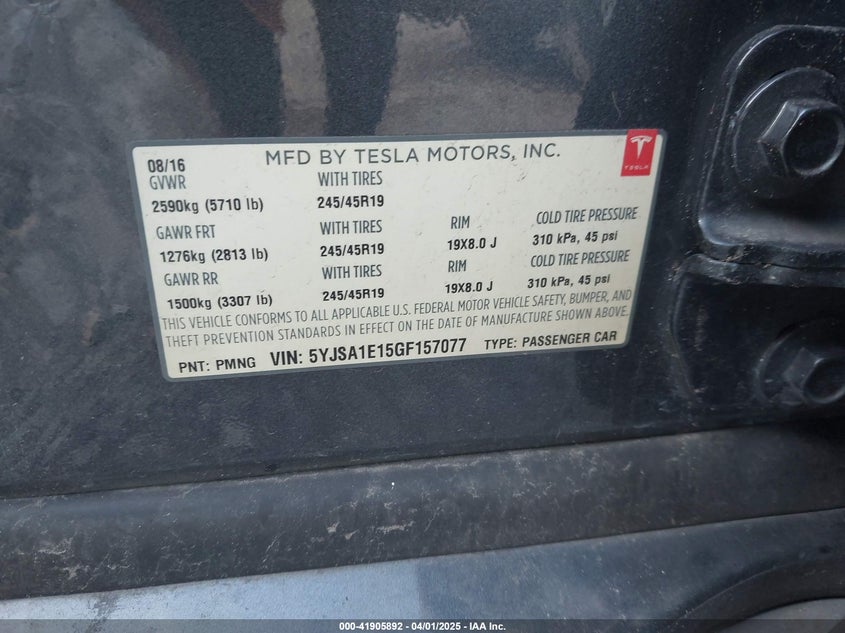 MFD BY TESLA MOTORS, INC.
TESLA
08/16
GVWR WITH TIRES
2590kg (5710 lb) 245/45R19
GAWR FRT WITH TIRES RIM COLD TIRE PRESSURE
1276kg (2813 lb) 245/45R19 19X8.0 J 310 kPa, 45 psi
GAWR RR WITH TIRES RIM COLD TIRE PRESSURE
1500kg (3307 lb) 245/45R19 19X8.0 J 310 kPa, 45 psi
THIS VEHICLE CONFORMS TO ALL APPLICABLE U.S. FEDERAL MOTOR VEHICLE SAFETY, BUMPER, AND
THEFT PREVENTION STANDARDS IN EFFECT ON THE DATE OF MANUFACTURE SHOWN ABOVE.
PNT: PMNG VIN: 5YJSA1E15GF157077 TYPE: PASSENGER CAR
000-41905892 - 04/01/2025 - IAA Inc.